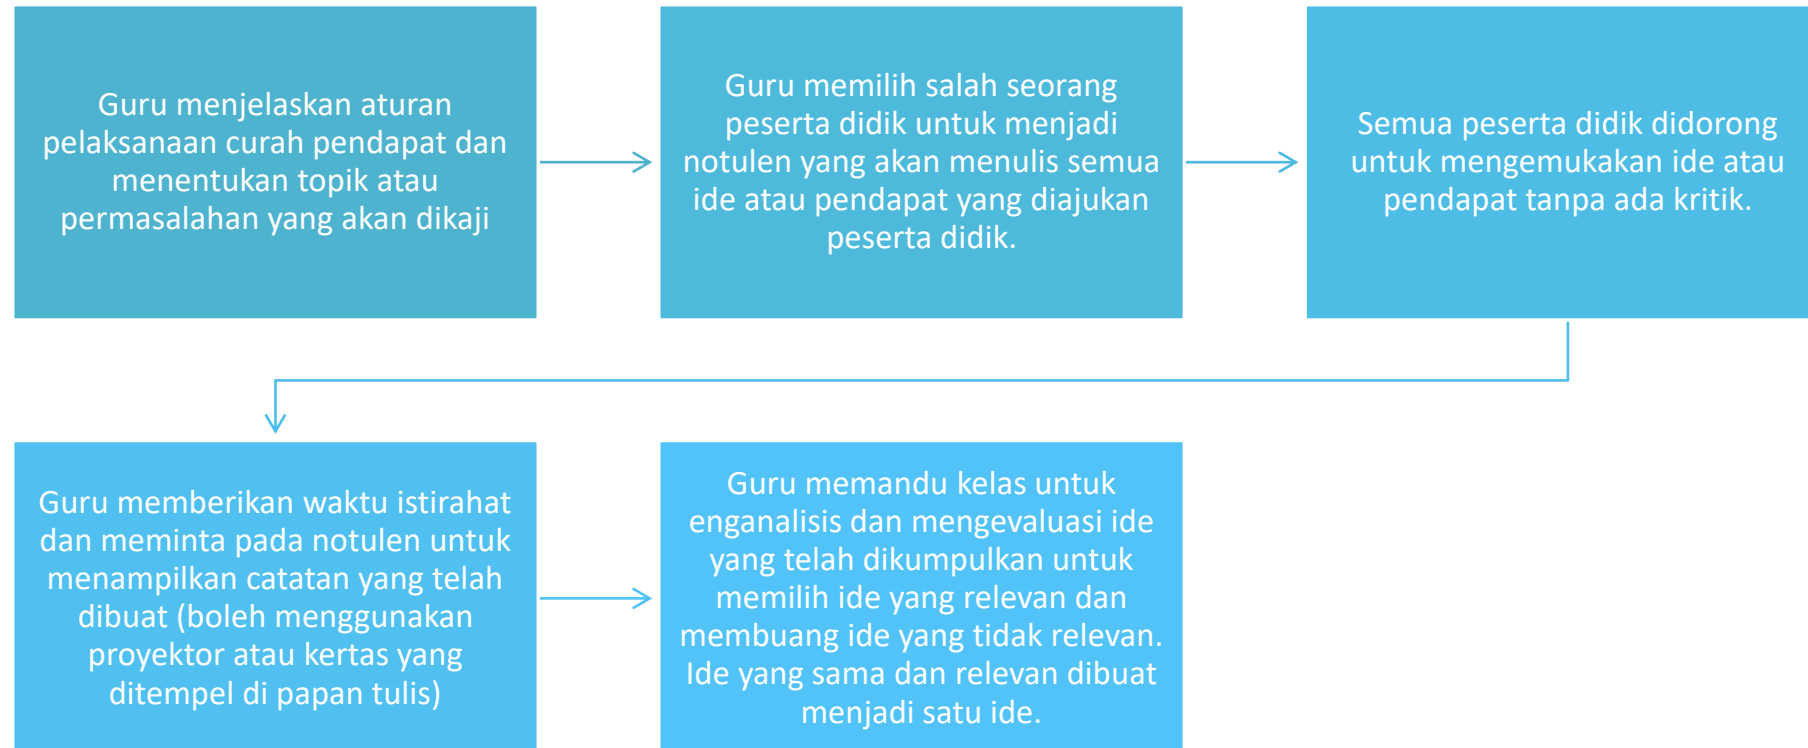 Guru menjelaskan aturan
pelaksanaan curah pendapat dan
menentukan topik atau
permasalahan yang akan dikaji
Guru memilih salah seorang
peserta didik untuk menjadi
notulen yang akan menulis semua
ide atau pendapat yang diajukan
peserta didik.
Semua peserta didik didorong
untuk mengemukakan ide atau
pendapat tanpa ada kritik.
Guru memberikan waktu istirahat
dan meminta pada notulen untuk
menampilkan catatan yang telah
dibuat (boleh menggunakan
proyektor atau kertas yang
ditempel di papan tulis)
Guru memandu kelas untuk
enganalisis dan mengevaluasi ide
yang telah dikumpulkan untuk
memilih ide yang relevan dan
membuang ide yang tidak relevan.
Ide yang sama dan relevan dibuat
menjadi satu ide.